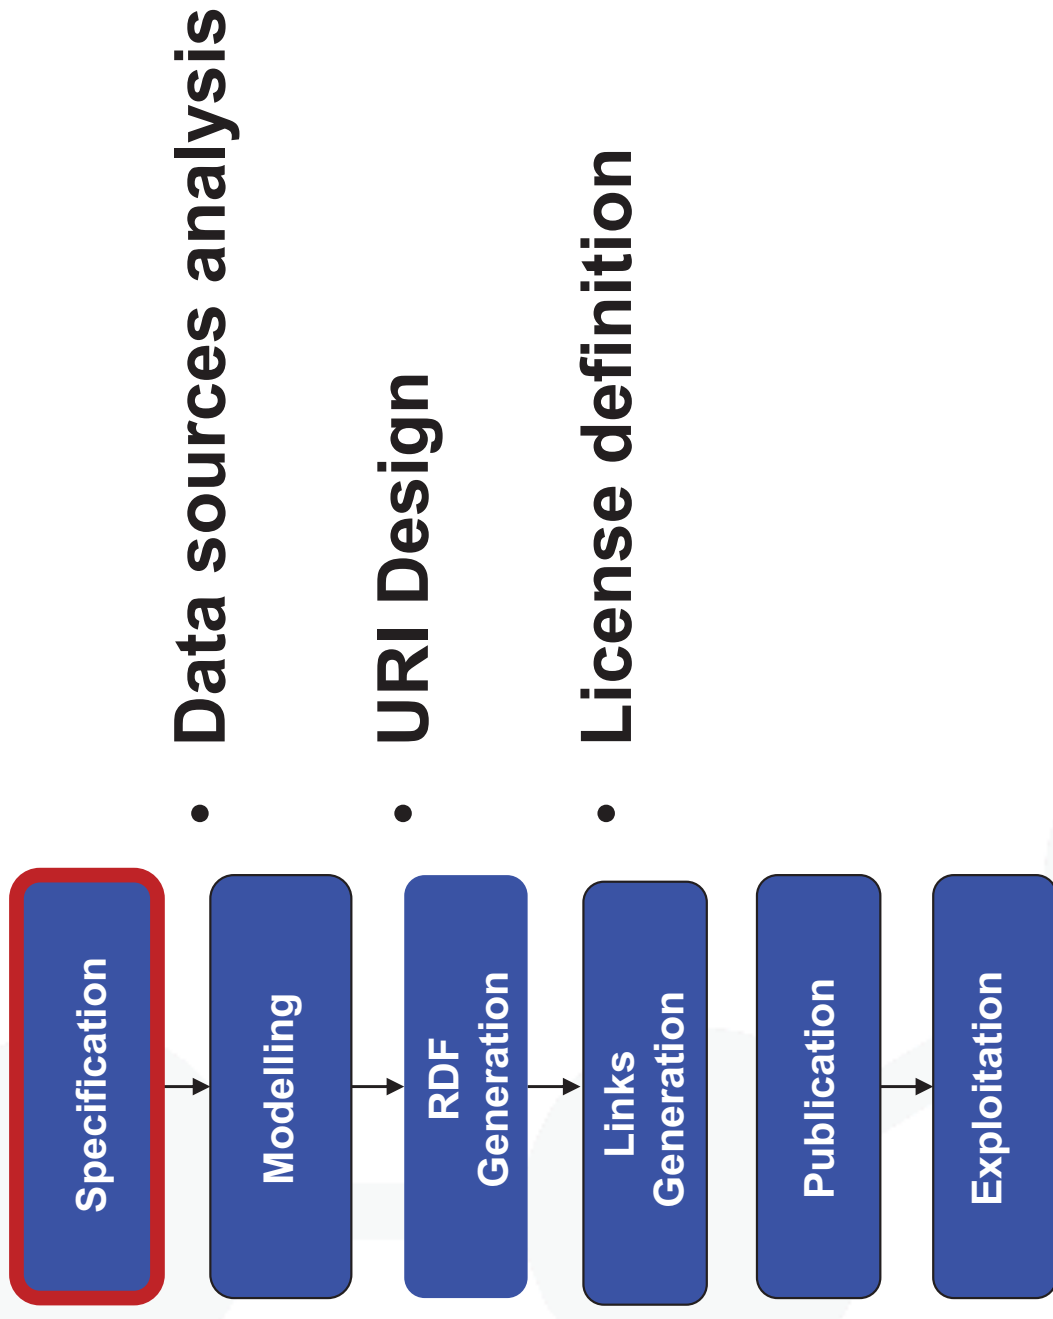 Specification
Modelling
RDF
Generation
Links
Generation
Publication
Exploitation
• Data sources analysis
• URI Design
• License definition